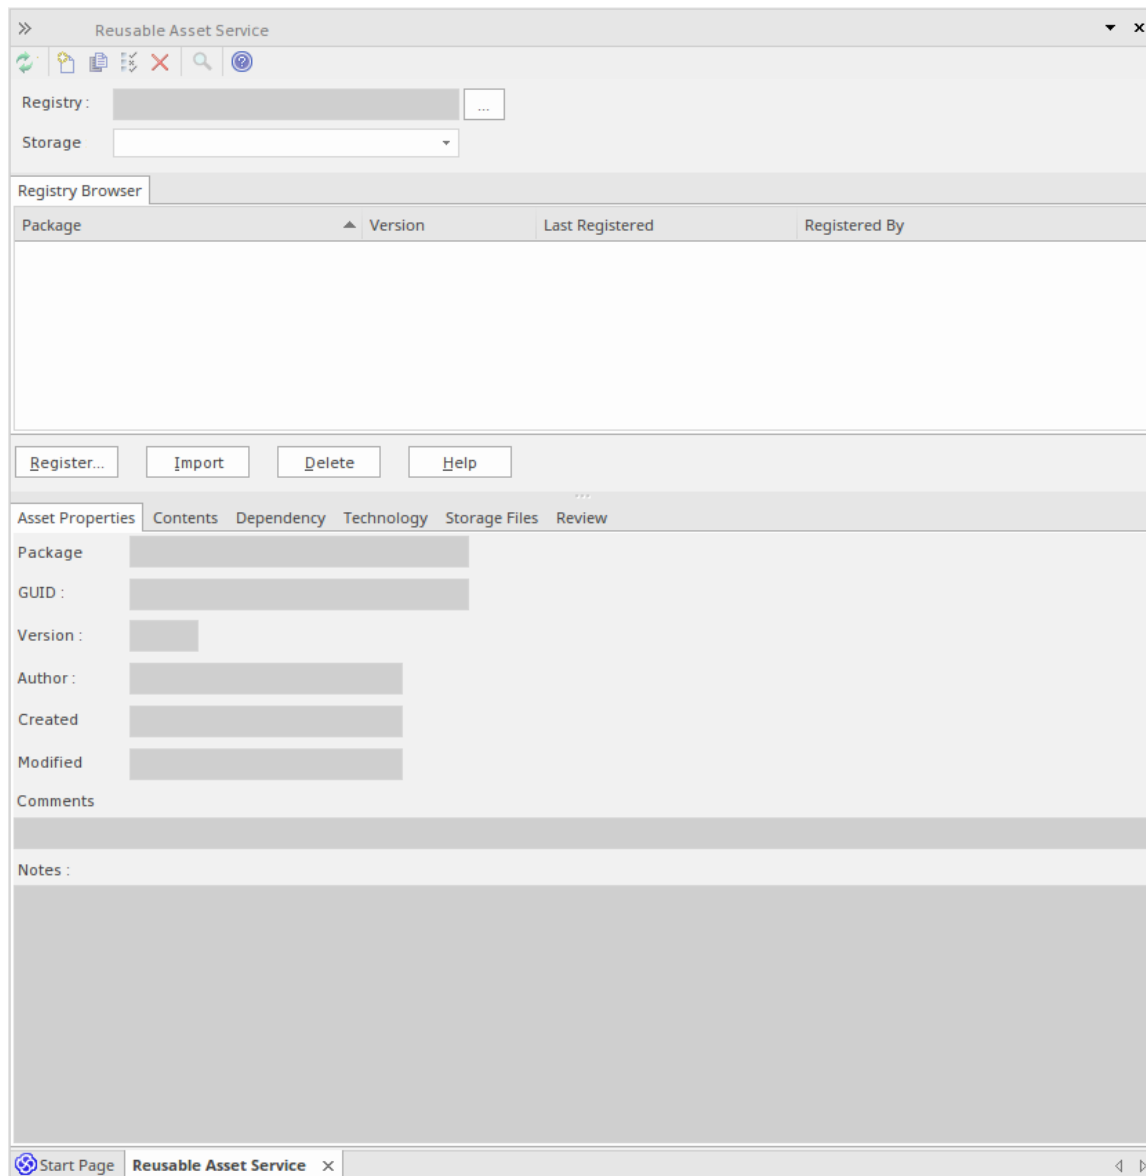 Reusable Asset Service
Registry :
...
Storage
Registry Browser
Package Version Last Registered Registered By
Register... Import Delete Help
Asset Properties Contents Dependency Technology Storage Files Review
Package
GUID :
Version :
Author :
Created
Modified
Comments
Notes :
Start Page Reusable Asset Service